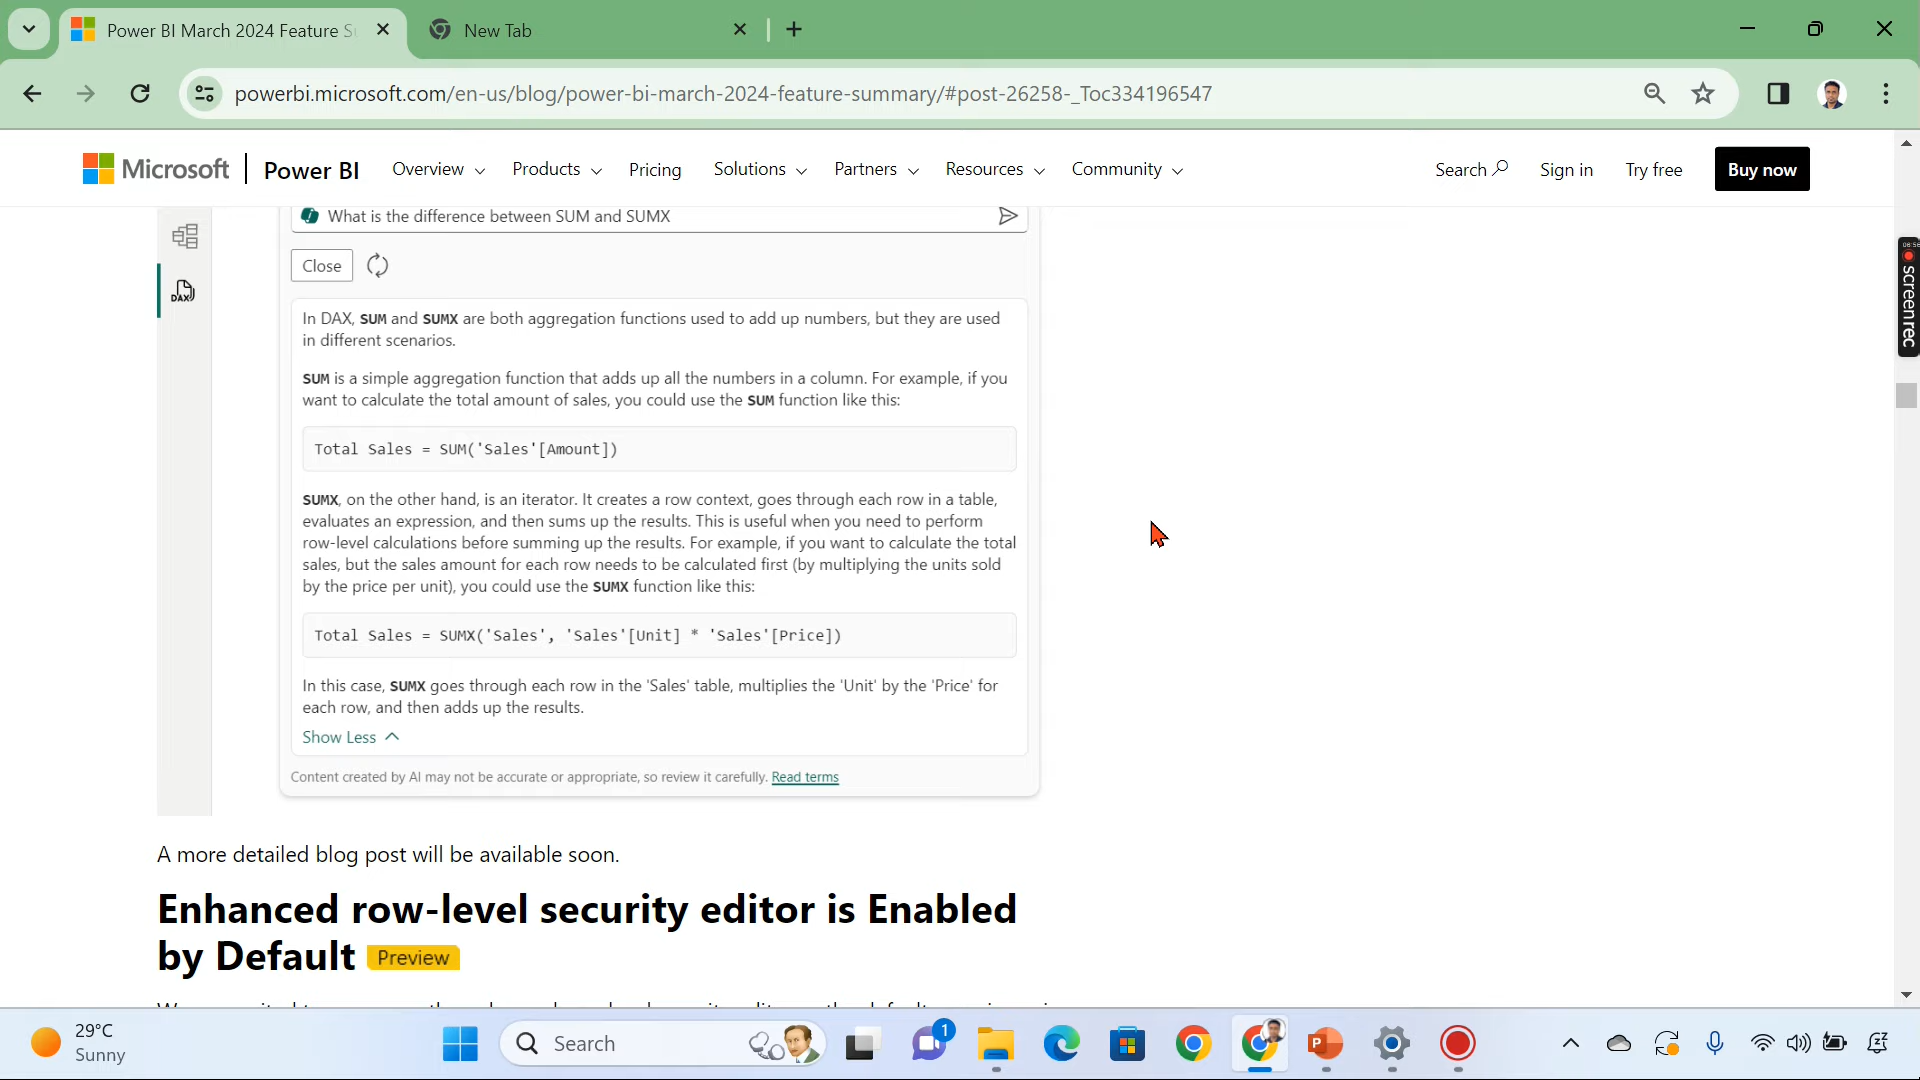 Power BI March 2024 Feature Su
New Tab
powerbi.microsoft.com/en-us/blog/power-bi-march-2024-feature-summary/#post-26258-_Toc334196547
Microsoft | Power BI Overview Products Pricing Solutions Partners Resources Community Search Sign in Try free Buy now
What is the difference between SUM and SUMX
Close
DAX
In DAX, SUM and SUMX are both aggregation functions used to add up numbers, but they are used
in different scenarios.
SUM is a simple aggregation function that adds up all the numbers in a column. For example, if you
want to calculate the total amount of sales, you could use the SUM function like this:
Total Sales = SUM('Sales'[Amount])
SUMX, on the other hand, is an iterator. It creates a row context, goes through each row in a table,
evaluates an expression, and then sums up the results. This is useful when you need to perform
row-level calculations before summing up the results. For example, if you want to calculate the total
sales, but the sales amount for each row needs to be calculated first (by multiplying the units sold
by the price per unit), you could use the SUMX function like this:
Total Sales = SUMX('Sales', 'Sales'[Unit] * 'Sales'[Price])
In this case, SUMX goes through each row in the 'Sales' table, multiplies the 'Unit' by the 'Price' for
each row, and then adds up the results.
Show Less
Content created by AI may not be accurate or appropriate, so review it carefully. Read terms
A more detailed blog post will be available soon.
Enhanced row-level security editor is Enabled
by Default Preview
screenrec
29°C
Sunny
Search
1